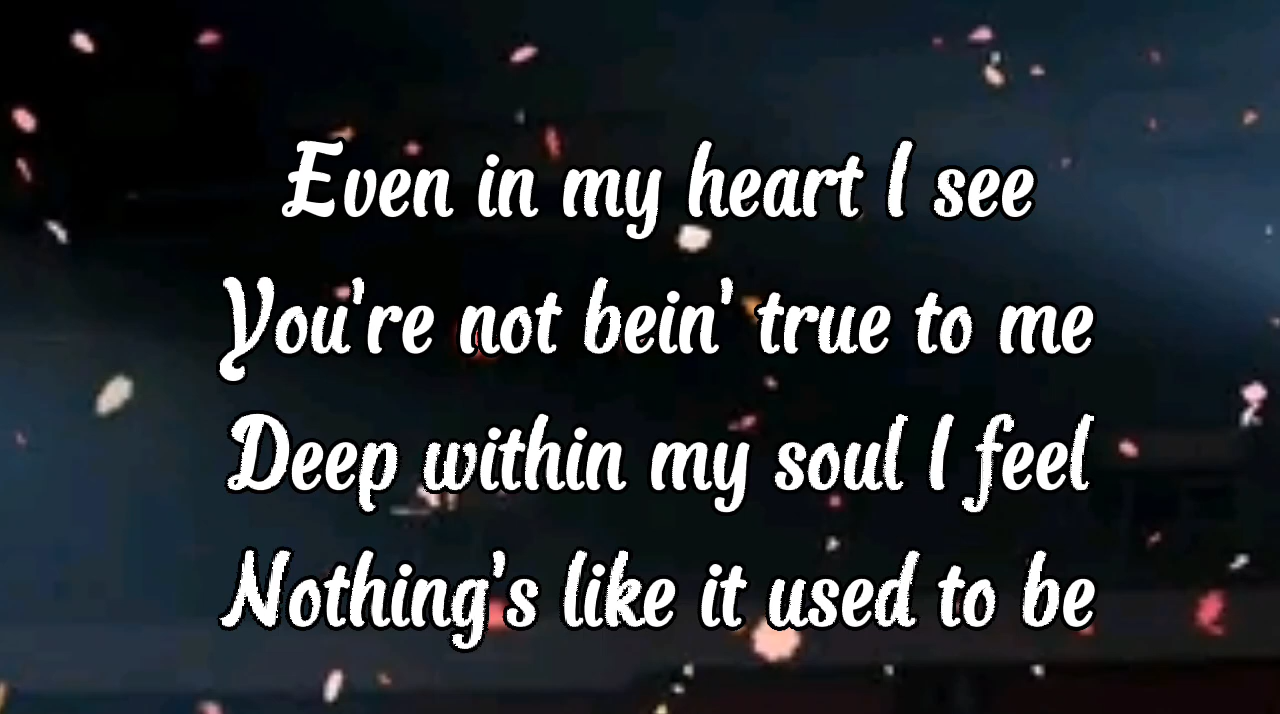 Even in my heart I see
You're not bein' true to me
Deep within my soul I feel
Nothing's like it used to be